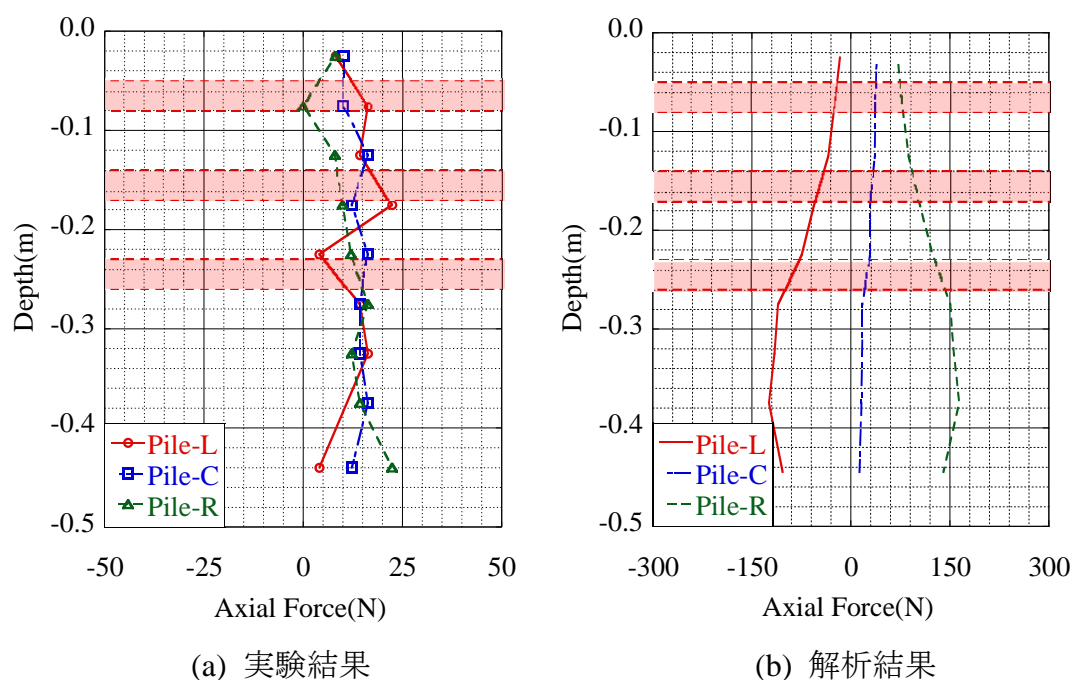 0.0
-0.1
-0.2
-0.3
-0.4
-0.5
Depth(m)
Pile-L
Pile-C
Pile-R
-50 -25 0 25 50
Axial Force(N)
(a) 実験結果
0.0
-0.1
-0.2
-0.3
-0.4
-0.5
Depth(m)
Pile-L
Pile-C
Pile-R
-300 -150 0 150 300
Axial Force(N)
(b) 解析結果